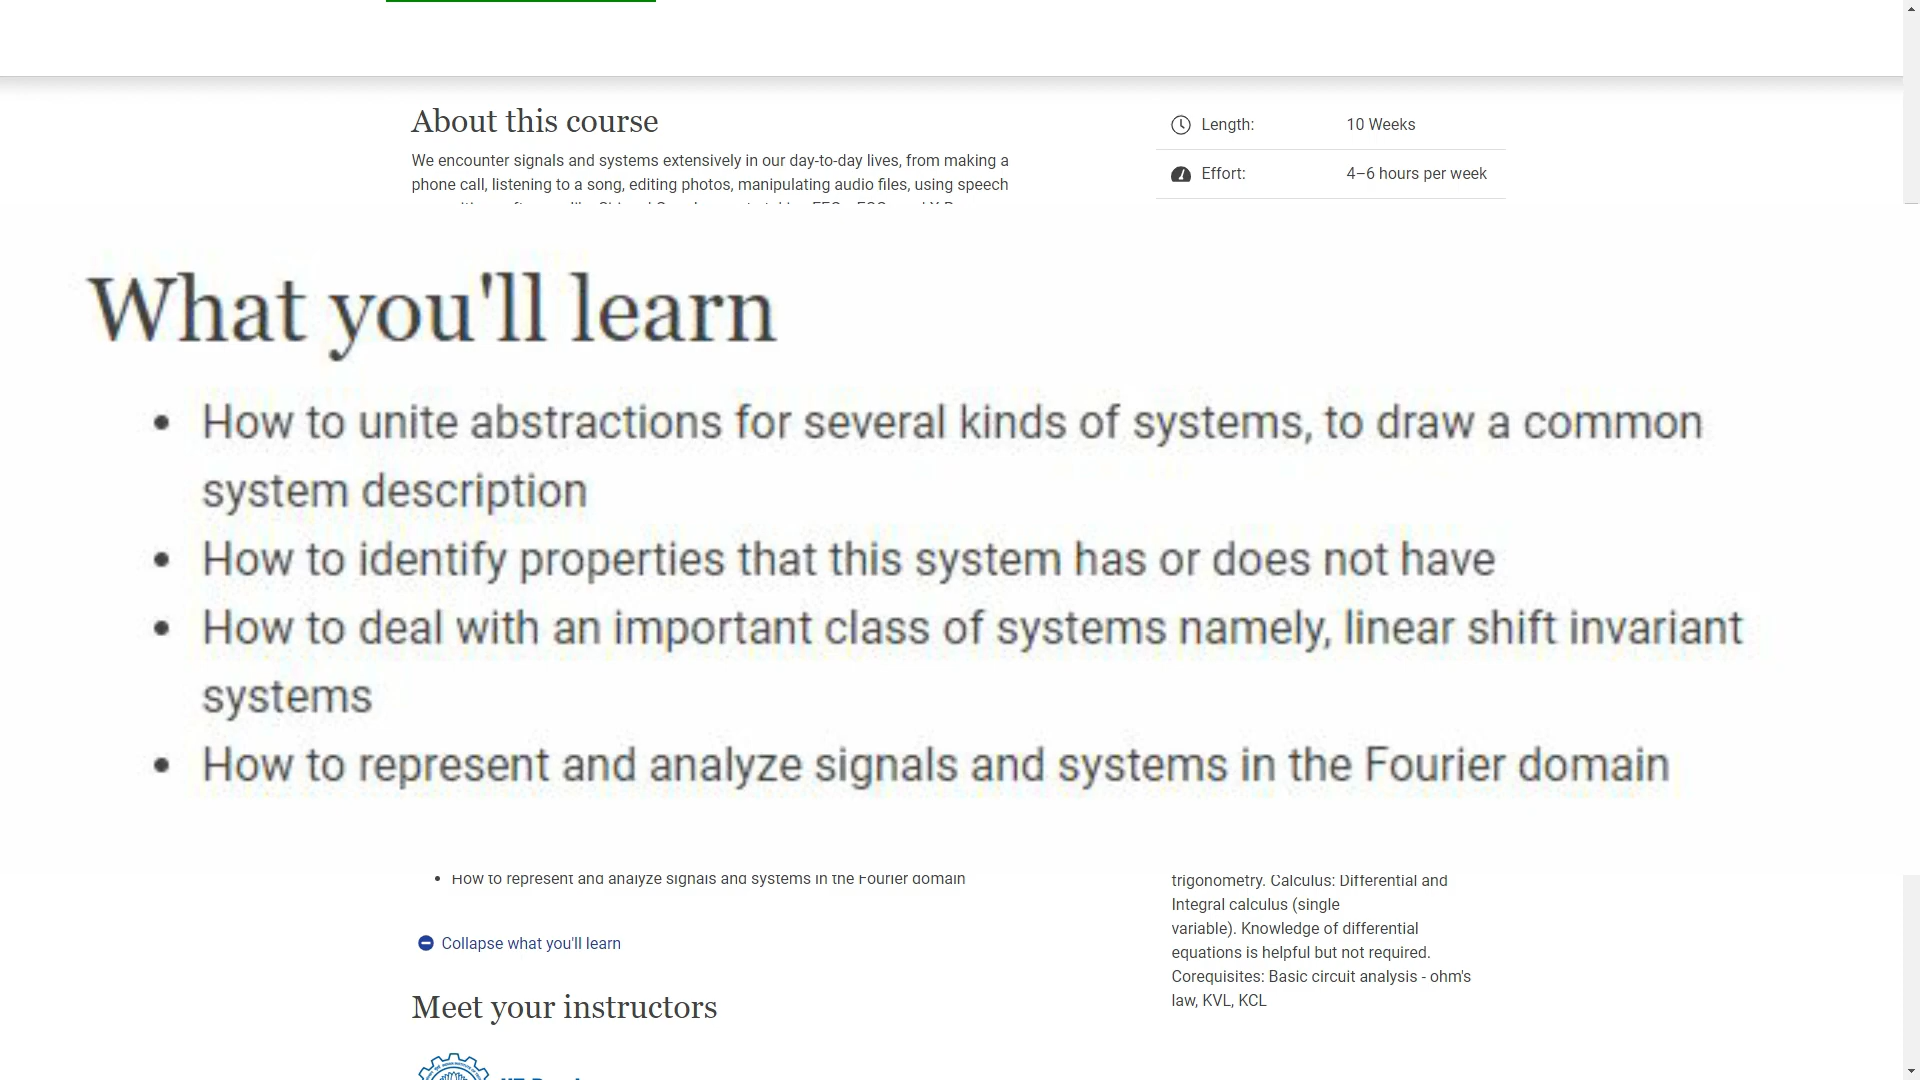 About this course
We encounter signals and systems extensively in our day-to-day lives, from making a
phone call, listening to a song, editing photos, manipulating audio files, using speech
Length: 10 Weeks
Effort: 4–6 hours per week
What you'll learn
• How to unite abstractions for several kinds of systems, to draw a common
system description
• How to identify properties that this system has or does not have
• How to deal with an important class of systems namely, linear shift invariant
systems
• How to represent and analyze signals and systems in the Fourier domain
• How to represent and analyze signals and systems in the Fourier domain
Collapse what you'll learn
Meet your instructors
trigonometry. Calculus: Differential and
Integral calculus (single
variable). Knowledge of differential
equations is helpful but not required.
Corequisites: Basic circuit analysis - ohm's
law, KVL, KCL